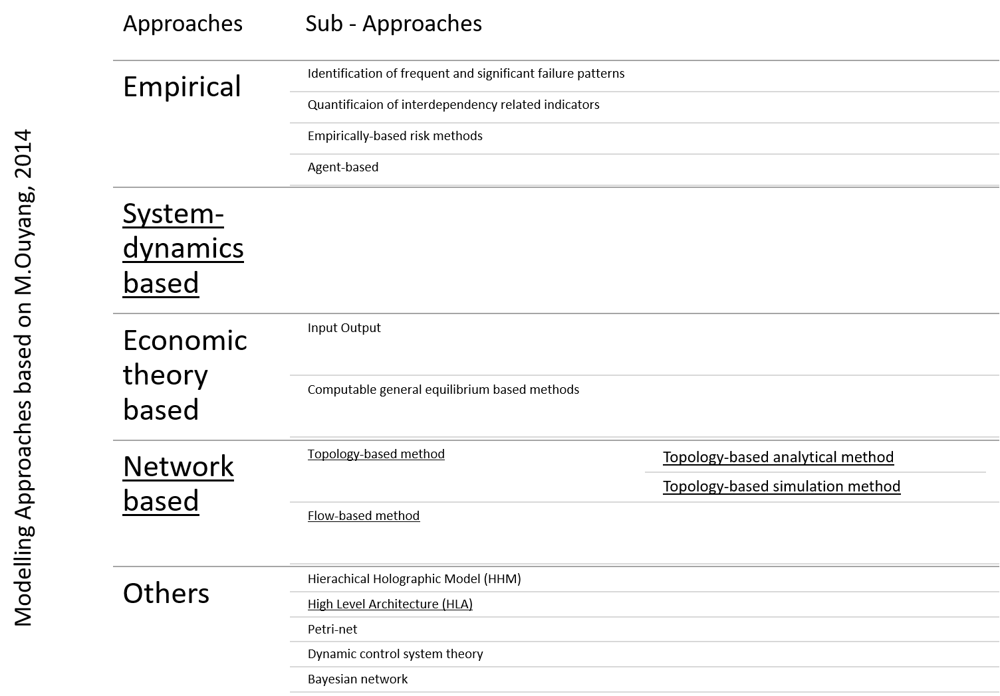 Modelling Approaches based on M.Ouyang, 2014
Approaches
Sub - Approaches
Empirical
Identification of frequent and significant failure patterns
Quantificaion of interdependency related indicators
Empirically-based risk methods
Agent-based
System-
dynamics
based
Economic
theory
based
Input Output
Computable general equilibrium based methods
Network
based
Topology-based method
Topology-based analytical method
Topology-based simulation method
Flow-based method
Others
Hierachical Holographic Model (HHM)
High Level Architecture (HLA)
Petri-net
Dynamic control system theory
Bayesian network